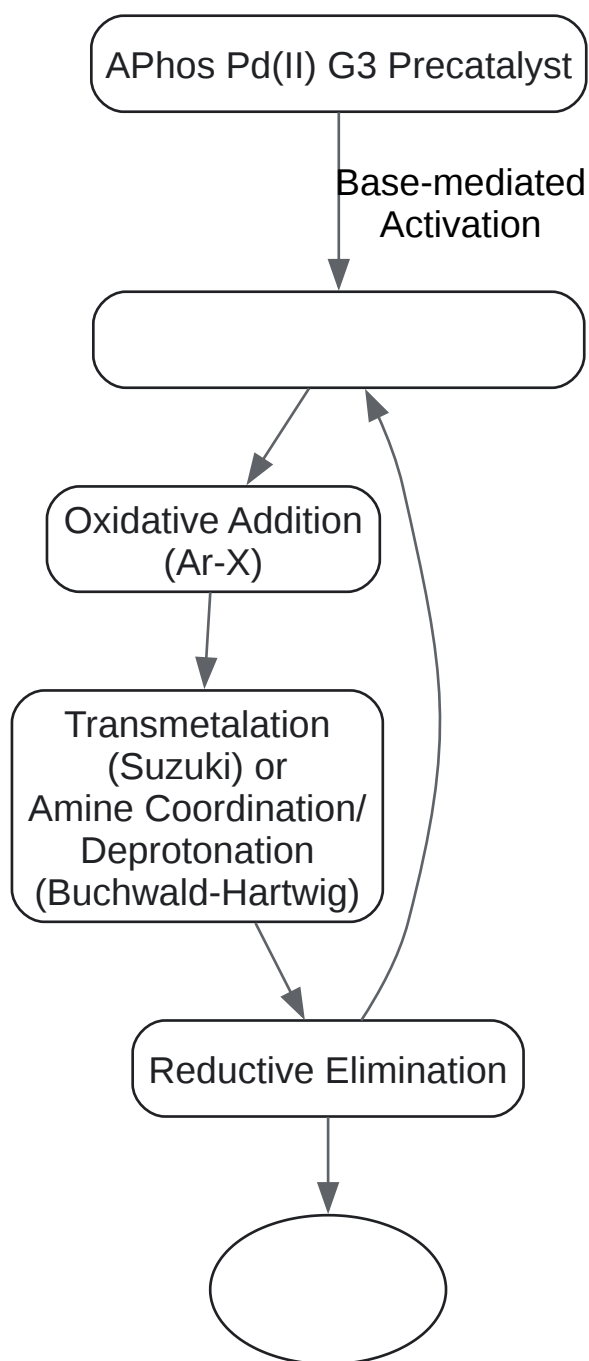 APhos Pd(II) G3 Precatalyst
Base-mediated
Activation
Oxidative Addition
(Ar-X)
Transmetalation
(Suzuki) or
Amine Coordination/
Deprotonation
(Buchwald-Hartwig)
Reductive Elimination